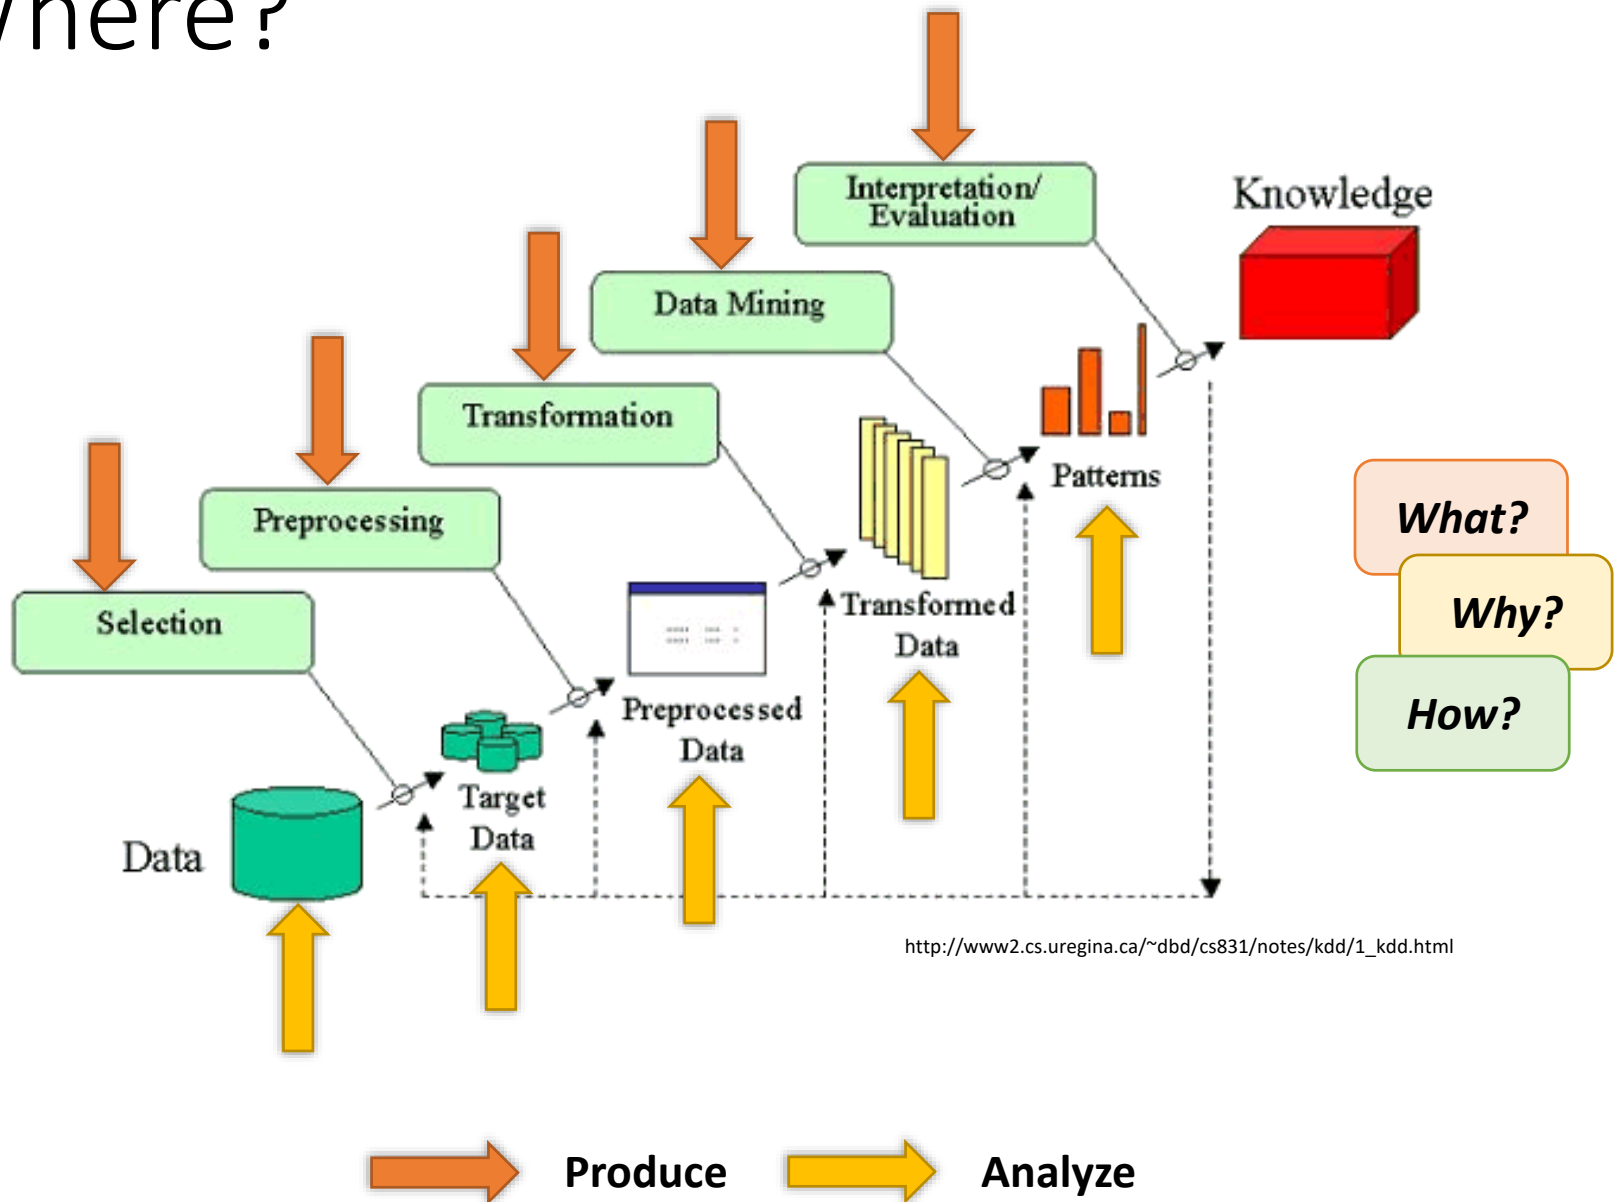 Where?
Interpretation/
Evaluation
Knowledge
Data Mining
Transformation
Patterns
What?
Preprocessing
Why?
Transformed
Data
Selection
How?
Preprocessed
Data
Target
Data
Data
http://www2.cs.uregina.ca/~dbd/cs831/notes/kdd/1_kdd.html
Produce
Analyze